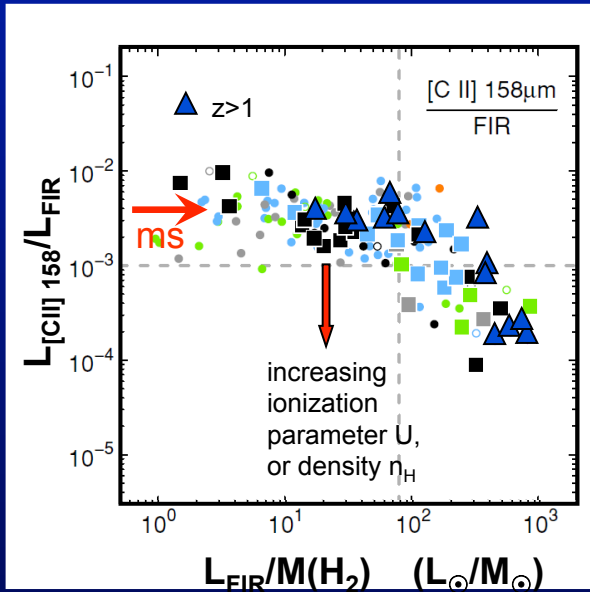 10⁻¹
10⁻²
10⁻³
10⁻⁴
10⁻⁵
L[CII] 158/LFIR
z>1
[C II] 158μm
FIR
ms
increasing
ionization
parameter U,
or density nH
10⁰ 10¹ 10² 10³
LFIR/M(H₂) (L⊙/M⊙)